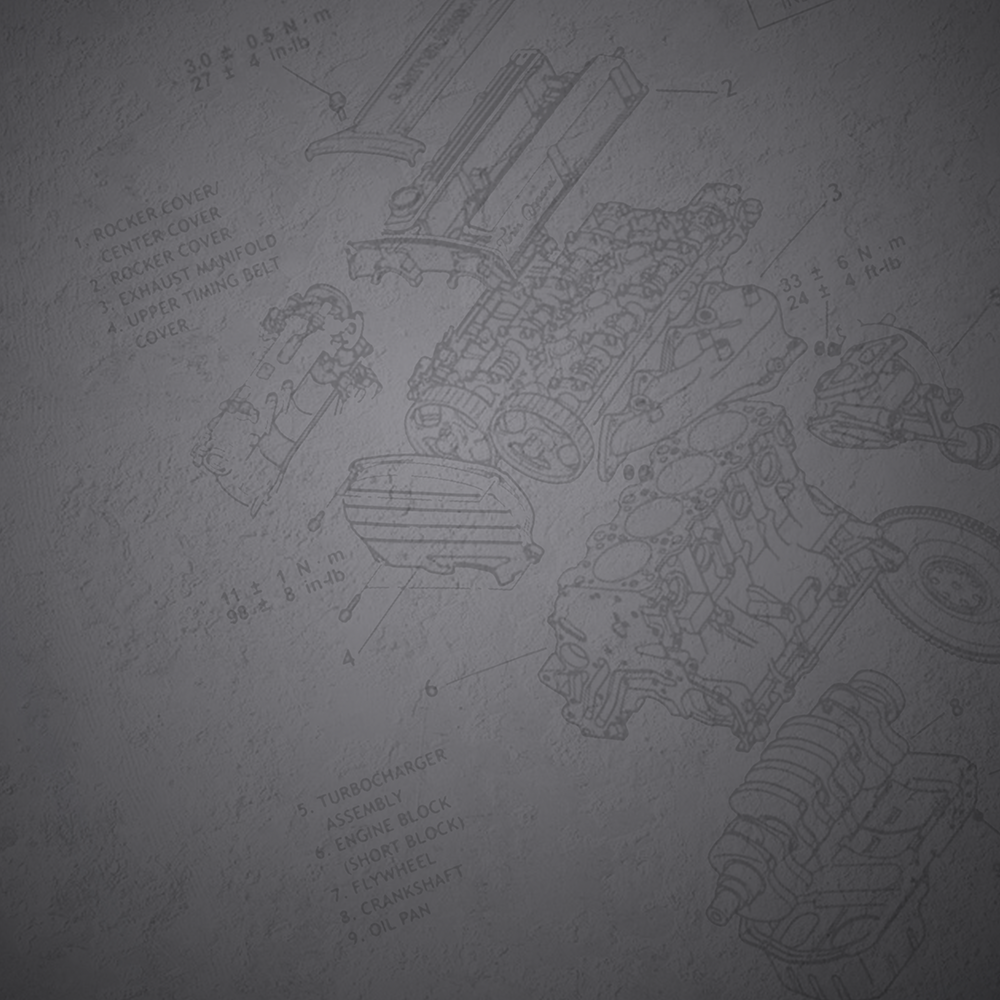 3.0 ± 0.5 N · m
27 ± 4 in-lb
2
3
1. ROCKER COVER/
CENTER COVER
2. ROCKER COVER
3. EXHAUST MANIFOLD
4. UPPER TIMING BELT
COVER
33 ± 6 N · m
24 ± 4 ft-lb
11 ± 1 N · m
98 ± 8 in-lb
4
6
8
5. TURBOCHARGER
ASSEMBLY
6. ENGINE BLOCK
(SHORT BLOCK)
7. FLYWHEEL
8. CRANKSHAFT
9. OIL PAN